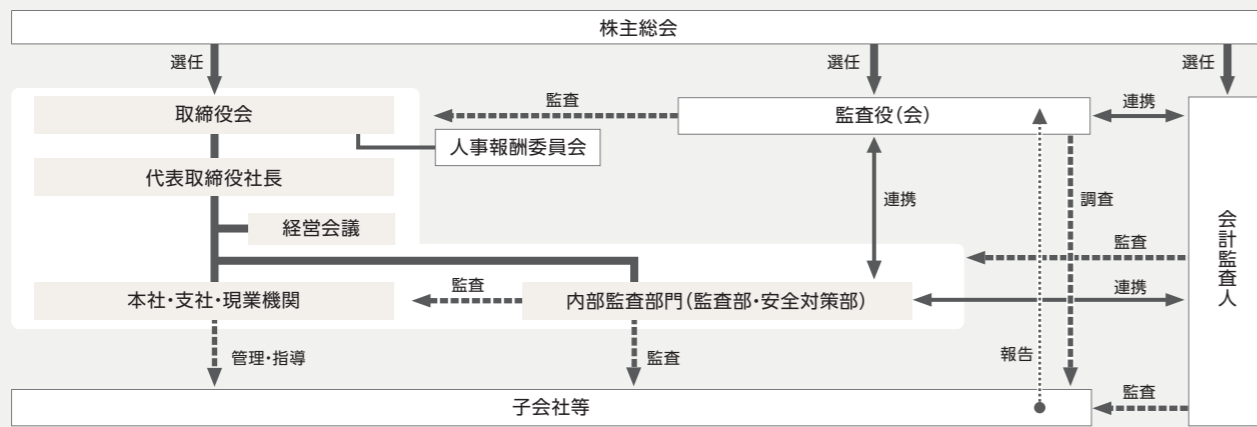 株主総会
選任
選任
選任
取締役会
監査
監査役（会）
連携
人事報酬委員会
代表取締役社長
連携
調査
経営会議
会計監査人
監査
本社・支社・現業機関
監査
内部監査部門（監査部・安全対策部）
連携
管理・指導
監査
報告
子会社等
監査